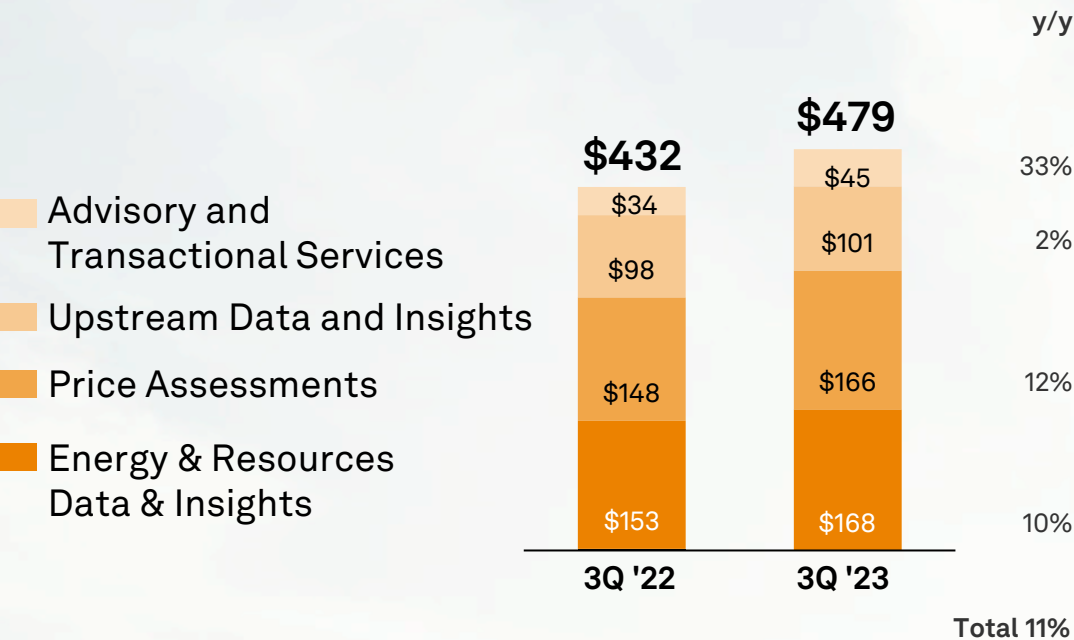 y/y
$479
$432
33%
$45
$34
Advisory and
Transactional Services
2%
$101
$98
Upstream Data and Insights
Price Assessments
$148
$166
12%
Energy & Resources
Data & Insights
$153
$168
10%
3Q '22
3Q '23
Total 11%